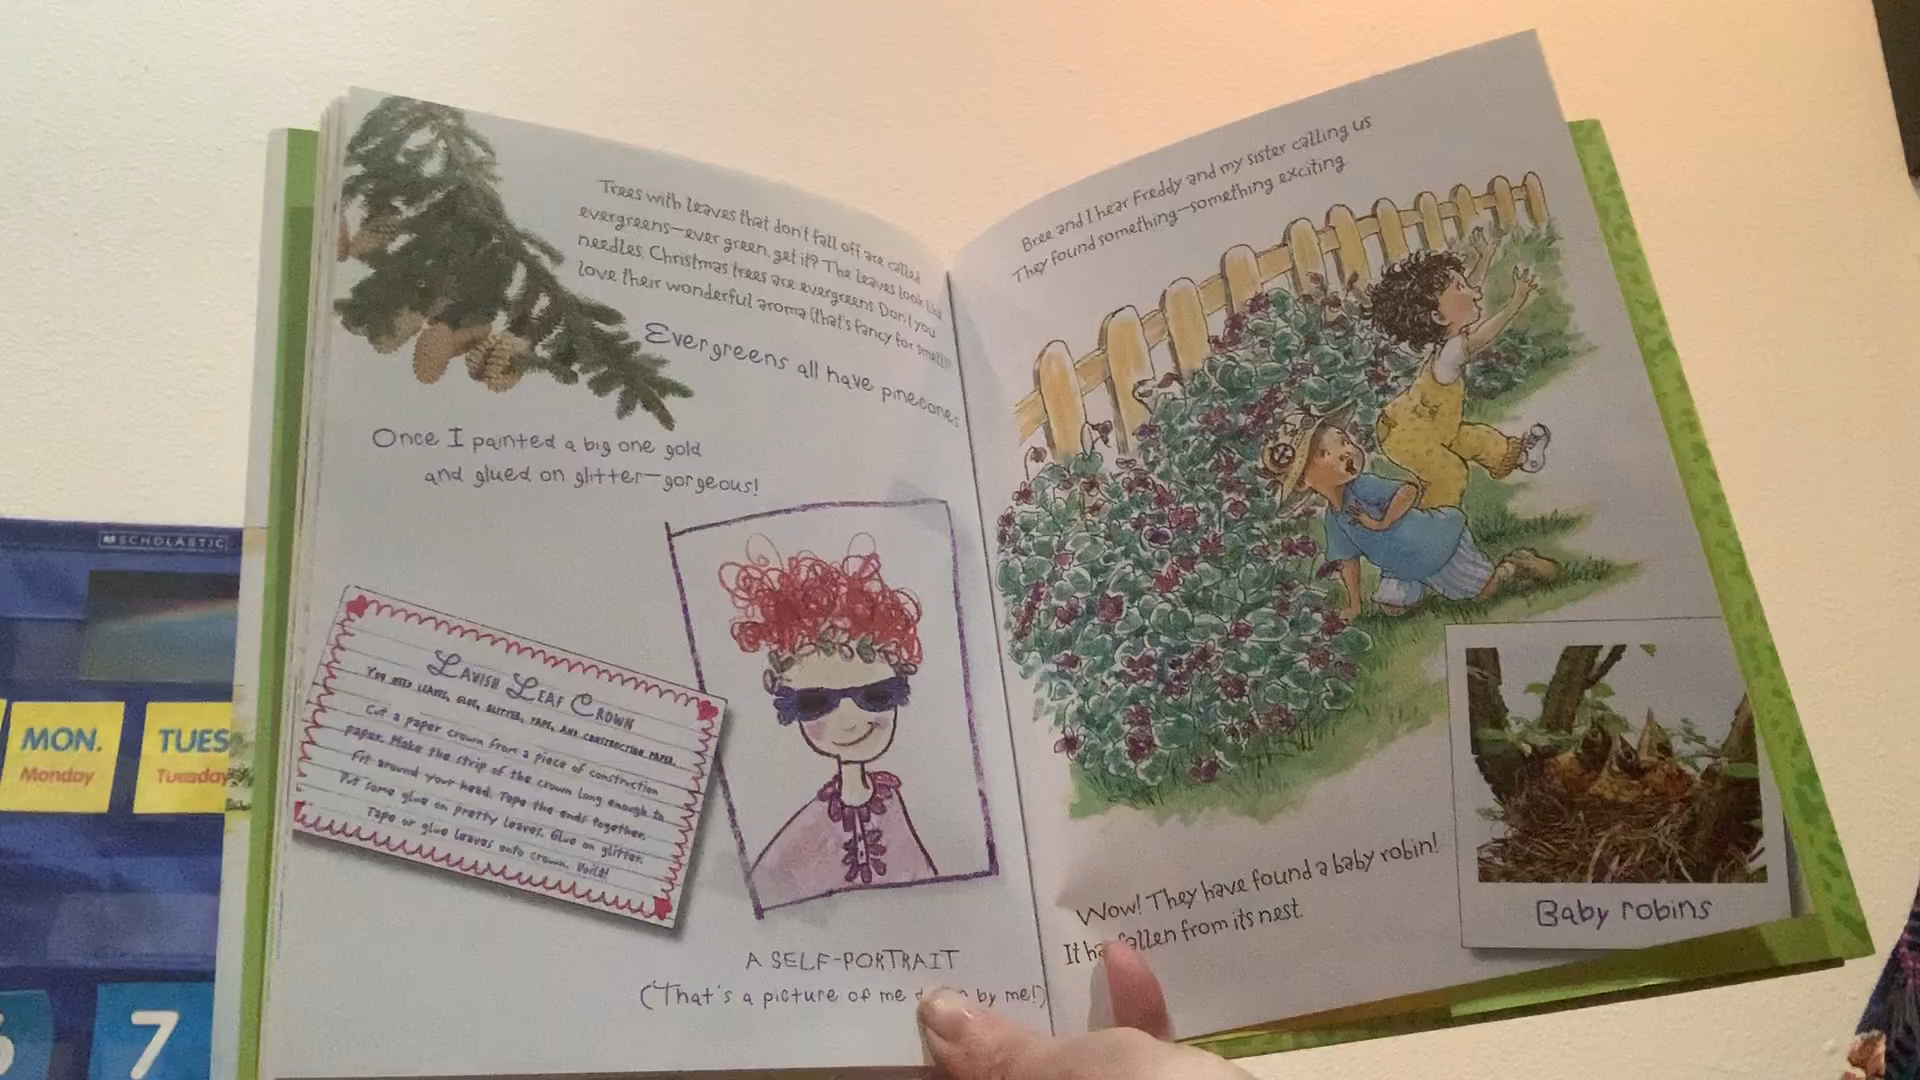 Trees with leaves that don't fall off are called
evergreens—ever green, get it? The leaves look like
needles. Christmas trees are evergreens. Don't you
love their wonderful aroma (that's fancy for smell)?
Evergreens all have pinecones
Once I painted a big one gold
and glued on glitter—gorgeous!
LAVISH LEAF CROWN
YOU NEED LEAVES, GLUE, GLITTER, TAPE, AND CONSTRUCTION PAPER.
Cut a paper crown from a piece of construction
paper. Make the strip of the crown long enough to
fit around your head. Tape the ends together.
Put some glue on pretty leaves. Glue on glitter.
Tape or glue leaves onto crown. Voilà!
A SELF-PORTRAIT
(That's a picture of me by me!)
Bree and I hear Freddy and my sister calling us
They found something—something exciting
Wow! They have found a baby robin!
It fallen from its nest.
Baby robins
SCHOLASTIC
MON.
Monday
TUES
Tuesday
7